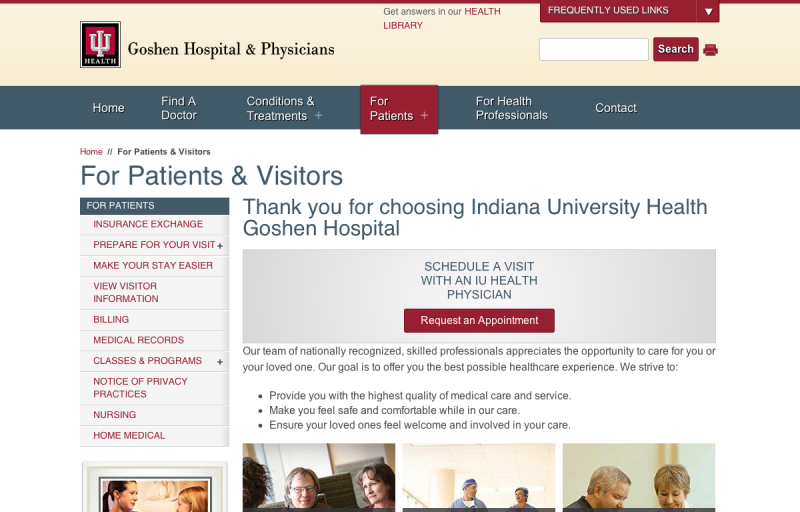 Get answers in our HEALTH
LIBRARY
FREQUENTLY USED LINKS
HEALTH
Goshen Hospital & Physicians
Search
Home
Find A
Doctor
Conditions &
Treatments +
For
Patients +
For Health
Professionals
Contact
Home // For Patients & Visitors
For Patients & Visitors
FOR PATIENTS
INSURANCE EXCHANGE
PREPARE FOR YOUR VISIT +
MAKE YOUR STAY EASIER
VIEW VISITOR
INFORMATION
BILLING
MEDICAL RECORDS
CLASSES & PROGRAMS +
NOTICE OF PRIVACY
PRACTICES
NURSING
HOME MEDICAL
Thank you for choosing Indiana University Health
Goshen Hospital
SCHEDULE A VISIT
WITH AN IU HEALTH
PHYSICIAN
Request an Appointment
Our team of nationally recognized, skilled professionals appreciates the opportunity to care for you or
your loved one. Our goal is to offer you the best possible healthcare experience. We strive to:
• Provide you with the highest quality of medical care and service.
• Make you feel safe and comfortable while in our care.
• Ensure your loved ones feel welcome and involved in your care.